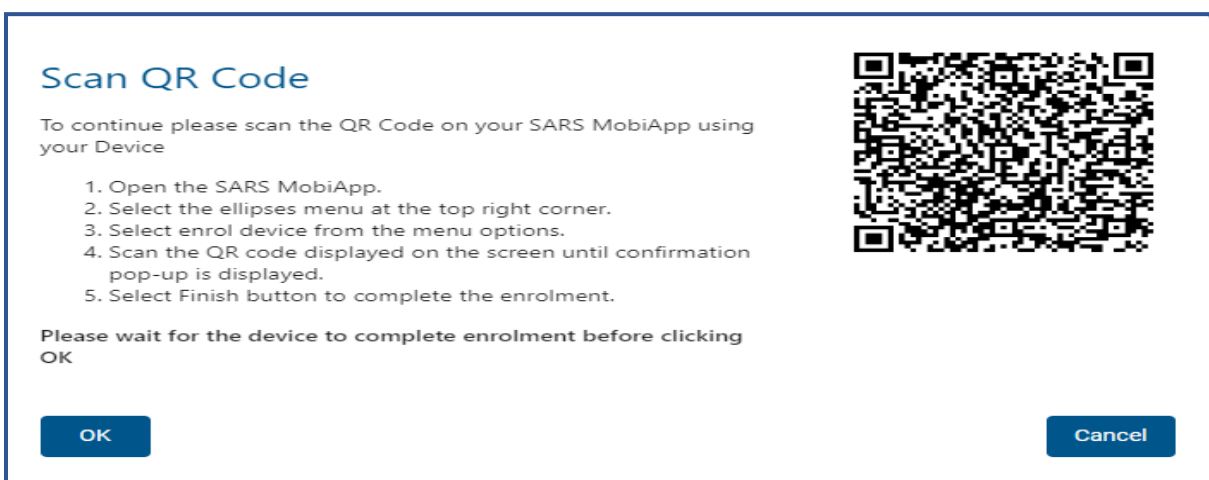 Scan QR Code
To continue please scan the QR Code on your SARS MobiApp using
your Device
1. Open the SARS MobiApp.
2. Select the ellipses menu at the top right corner.
3. Select enrol device from the menu options.
4. Scan the QR code displayed on the screen until confirmation
pop-up is displayed.
5. Select Finish button to complete the enrolment.
Please wait for the device to complete enrolment before clicking
OK
OK
Cancel